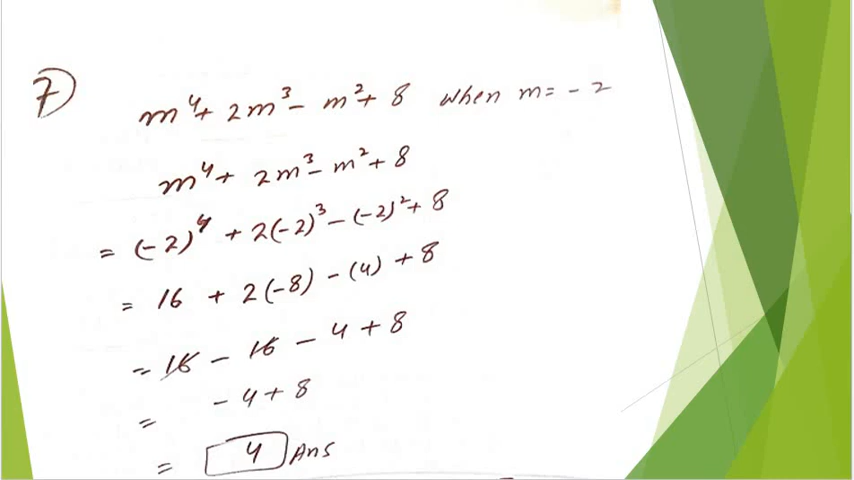 7
m⁴ + 2m³ - m² + 8 when m = - 2
m⁴ + 2m³ - m² + 8
= (-2)⁴ + 2(-2)³ - (-2)² + 8
= 16 + 2(-8) - (4) + 8
= 16 - 16 - 4 + 8
= - 4 + 8
= 4 Ans